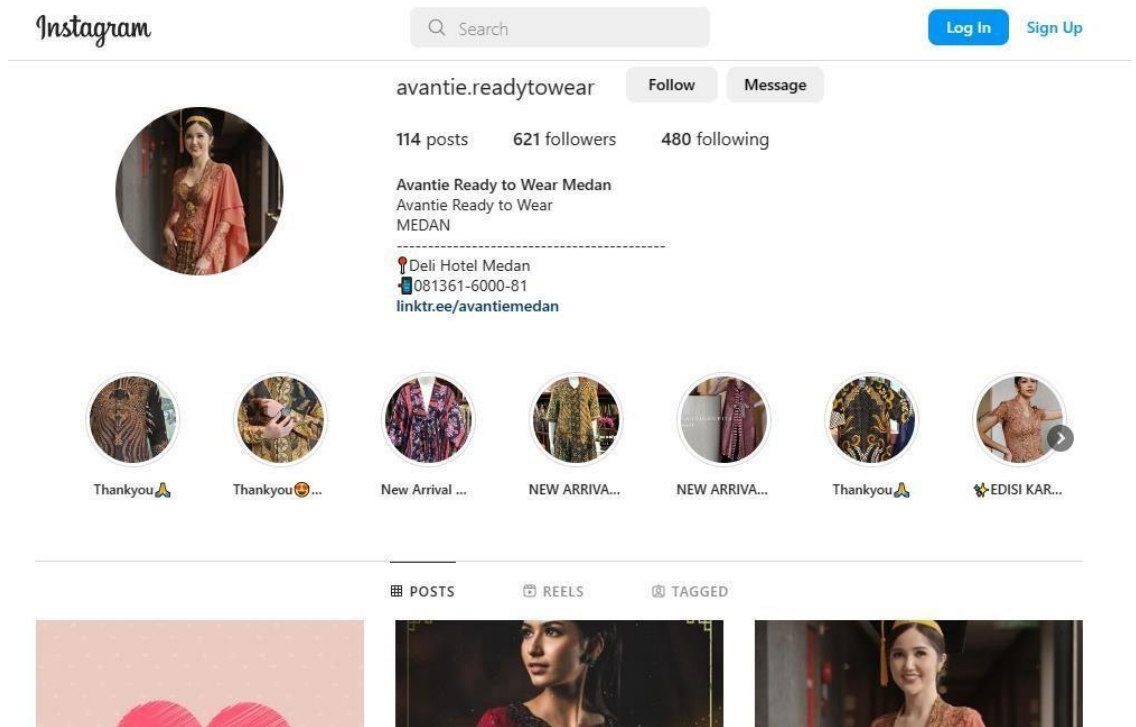 Instagram
Search
Log In
Sign Up
avantie.readytowear
Follow
Message
114 posts 621 followers 480 following
Avantie Ready to Wear Medan
Avantie Ready to Wear
MEDAN
-------------------------------------------
📍Deli Hotel Medan
📲081361-6000-81
linktr.ee/avantiemedan
Thankyou🙏
Thankyou😍...
New Arrival ...
NEW ARRIVA...
NEW ARRIVA...
Thankyou🙏
✨EDISI KAR...
POSTS
REELS
TAGGED